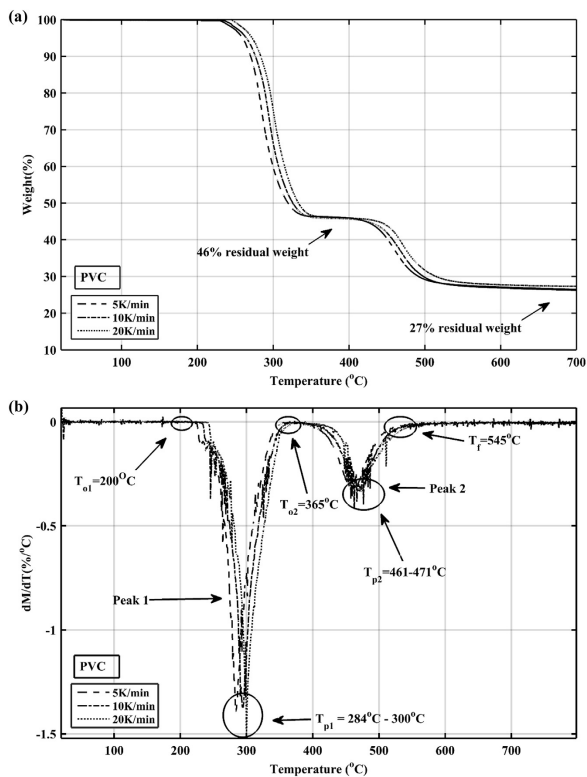 (a)
100
90
80
70
60
50
40
30
20
10
Weight(%)
46% residual weight
PVC
5K/min
10K/min
20K/min
27% residual weight
0 100 200 300 400 500 600 700
Temperature (°C)
(b)
0
-0.5
-1
-1.5
dM/dT(%/°C)
To1=200°C
To2=365°C
Tf=545°C
Peak 2
Tp2=461-471°C
Peak 1
PVC
5K/min
10K/min
20K/min
Tp1 = 284°C - 300°C
100 200 300 400 500 600 700
Temperature (°C)